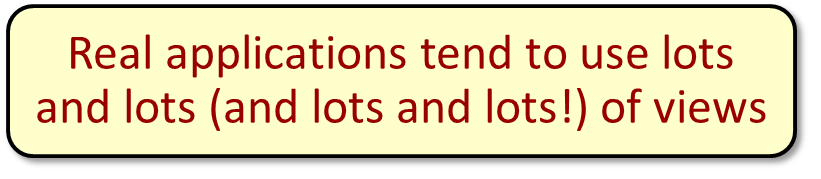 Real applications tend to use lots
and lots (and lots and lots!) of views